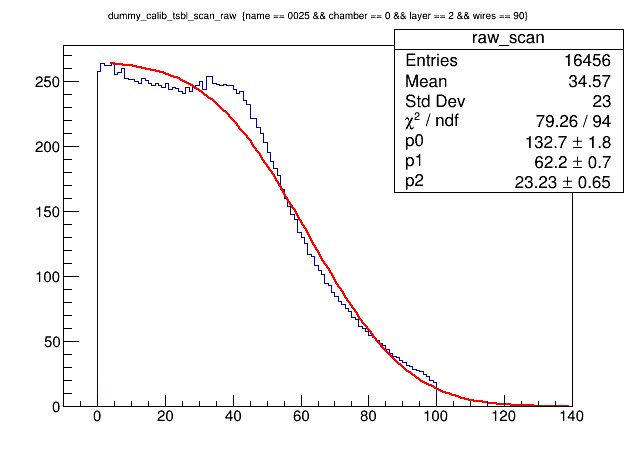 dummy_calib_tsbl_scan_raw {name == 0025 && chamber == 0 && layer == 2 && wires == 90}
raw_scan
Entries 16456
Mean 34.57
Std Dev 23
χ² / ndf 79.26 / 94
p0 132.7 ± 1.8
p1 62.2 ± 0.7
p2 23.23 ± 0.65
250
200
150
100
50
0
0 20 40 60 80 100 120 140